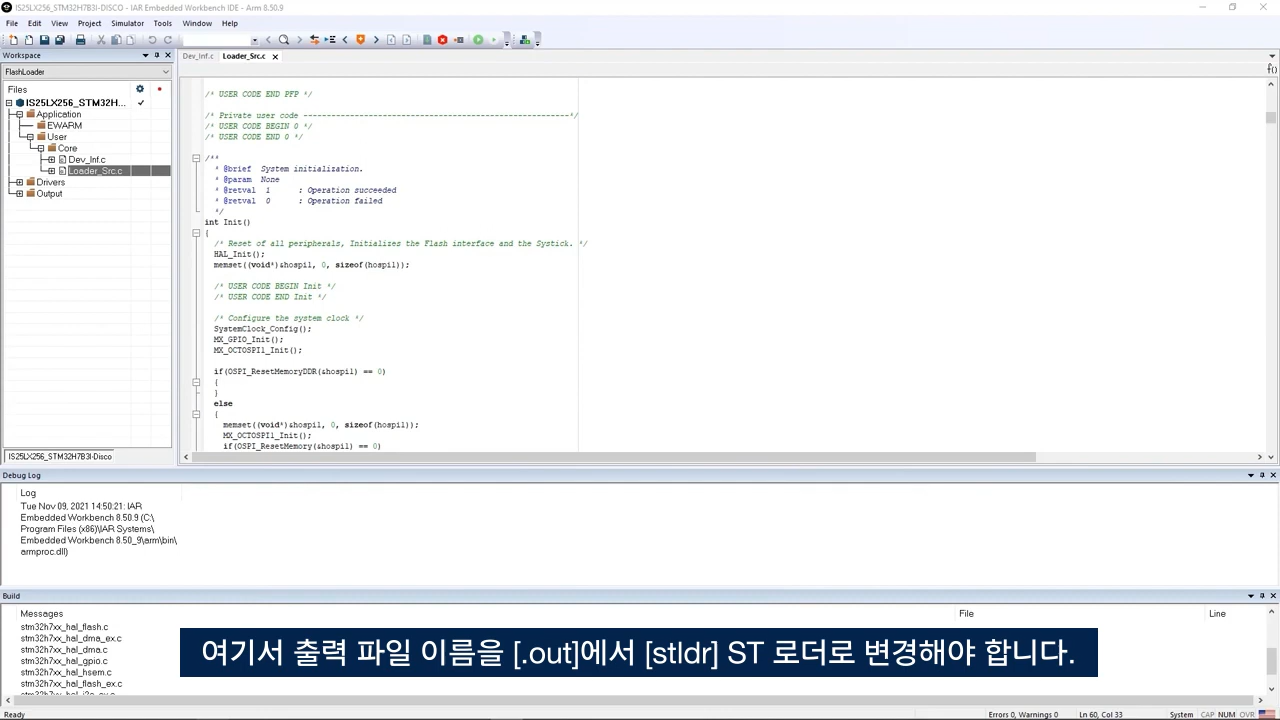 IS25LX256_STM32H7B3I-DISCO - IAR Embedded Workbench IDE - Arm 8.50.9
File Edit View Project Simulator Tools Window Help
Workspace
FlashLoader
Files
IS25LX256_STM32H...
Application
EWARM
User
Core
Dev_Inf.c
Loader_Src.c
Drivers
Output
IS25LX256_STM32H7B3I-Disco
Dev_Inf.c Loader_Src.c
f()
/* USER CODE END PFP */
/* Private user code ---------------------------------------------------------*/
/* USER CODE BEGIN 0 */
/* USER CODE END 0 */
/**
* @brief System initialization.
* @param None
* @retval 1 : Operation succeeded
* @retval 0 : Operation failed
*/
int Init()
{
/* Reset of all peripherals, Initializes the Flash interface and the Systick. */
HAL_Init();
memset((void*)&hospi1, 0, sizeof(hospi1));
/* USER CODE BEGIN Init */
/* USER CODE END Init */
/* Configure the system clock */
SystemClock_Config();
MX_GPIO_Init();
MX_OCTOSPI1_Init();
if(OSPI_ResetMemoryDDR(&hospi1) == 0)
{
}
else
{
memset((void*)&hospi1, 0, sizeof(hospi1));
MX_OCTOSPI1_Init();
if(OSPI_ResetMemory(&hospi1) == 0)
Debug Log
Log
Tue Nov 09, 2021 14:50:21: IAR
Embedded Workbench 8.50.9 (C:\
Program Files (x86)\IAR Systems\
Embedded Workbench 8.50_9\arm\bin\
armproc.dll)
Build
Messages File Line
stm32h7xx_hal_flash.c
stm32h7xx_hal_dma_ex.c
stm32h7xx_hal_dma.c
stm32h7xx_hal_gpio.c
stm32h7xx_hal_hsem.c
stm32h7xx_hal_flash_ex.c
stm32h7xx_hal_i2c_ex.c
여기서 출력 파일 이름을 [.out]에서 [stldr] ST 로더로 변경해야 합니다.
Ready Errors 0, Warnings 0 Ln 60, Col 33 System CAP NUM OVR